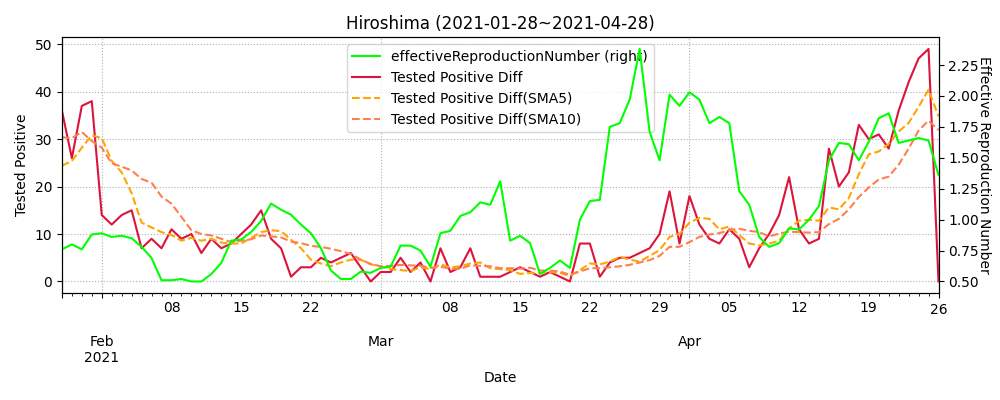 Hiroshima (2021-01-28~2021-04-28)
effectiveReproductionNumber (right)
Tested Positive Diff
Tested Positive Diff(SMA5)
Tested Positive Diff(SMA10)
Tested Positive
50
40
30
20
10
0
2.25
2.00
1.75
1.50
1.25
1.00
0.75
0.50
Effective Reproduction Number
08 15 22 08 15 22 29 05 12 19 26
Feb Mar Apr
2021
Date